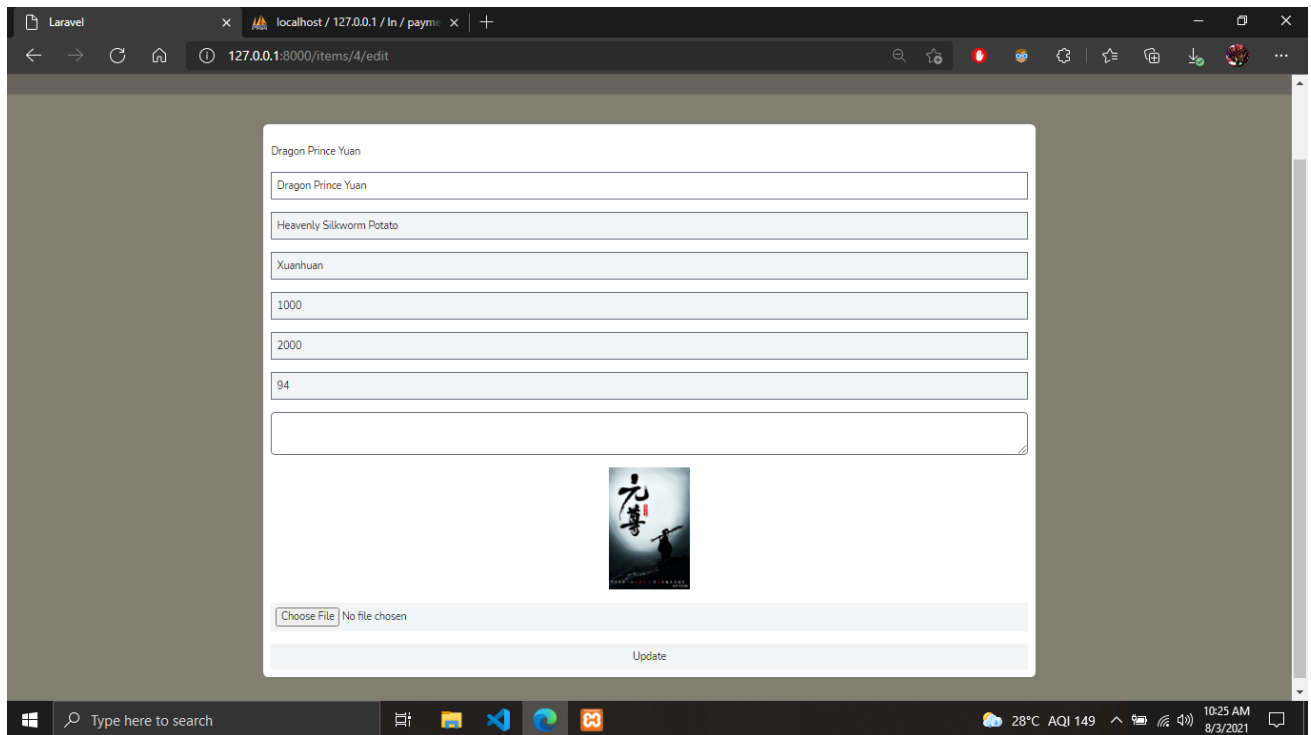 Laravel
localhost / 127.0.0.1 / ln / payme
127.0.0.1:8000/items/4/edit
Dragon Prince Yuan
Dragon Prince Yuan
Heavenly Silkworm Potato
Xuanhuan
1000
2000
94
元
尊
Choose File No file chosen
Update
Type here to search
28°C AQI 149
10:25 AM
8/3/2021